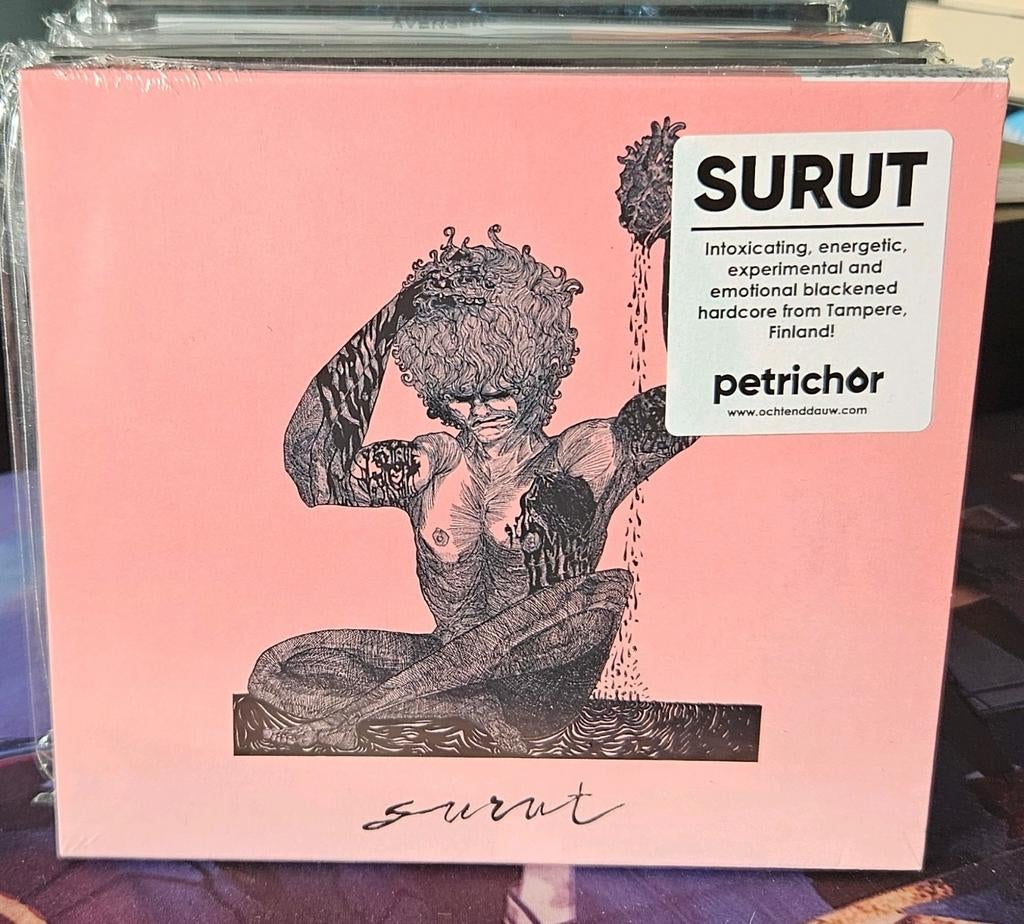 SURUT
Intoxicating, energetic,
experimental and
emotional blackened
hardcore from Tampere,
Finland!
petrichor
www.ochtenddauw.com
surut